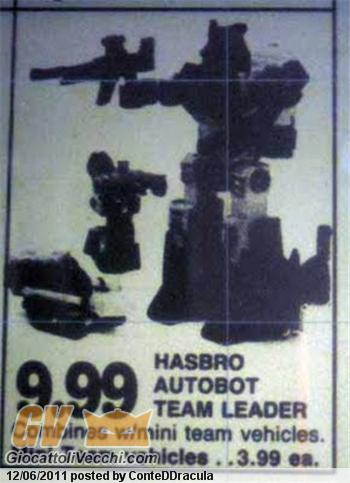 9.99
HASBRO
AUTOBOT
TEAM LEADER
Combines w/mini team vehicles.
Mini Team vehicles . . 3.99 ea.
GV
GiocattoliVecchi.com
12/06/2011 posted by ConteDDracula